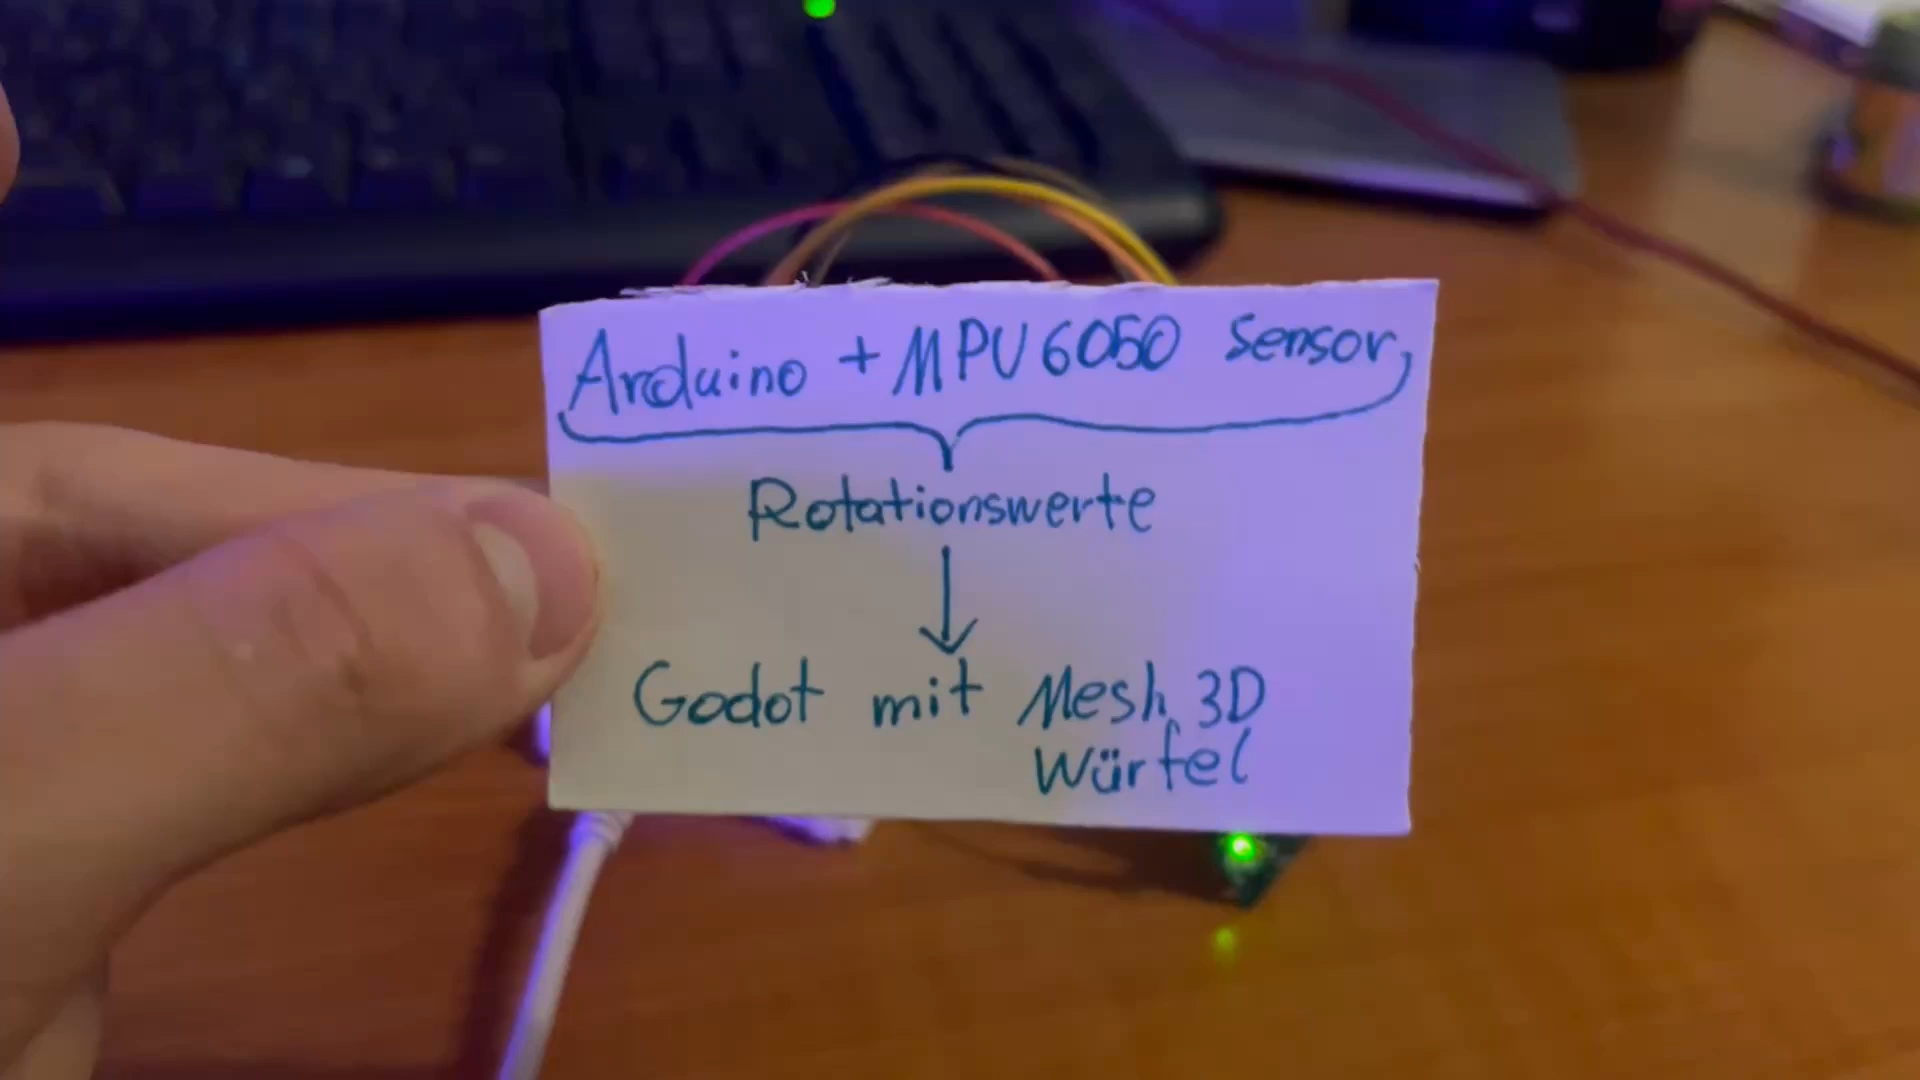 Arduino + MPU 6050 Sensor
Rotationswerte
Godot mit Mesh 3D
Würfel